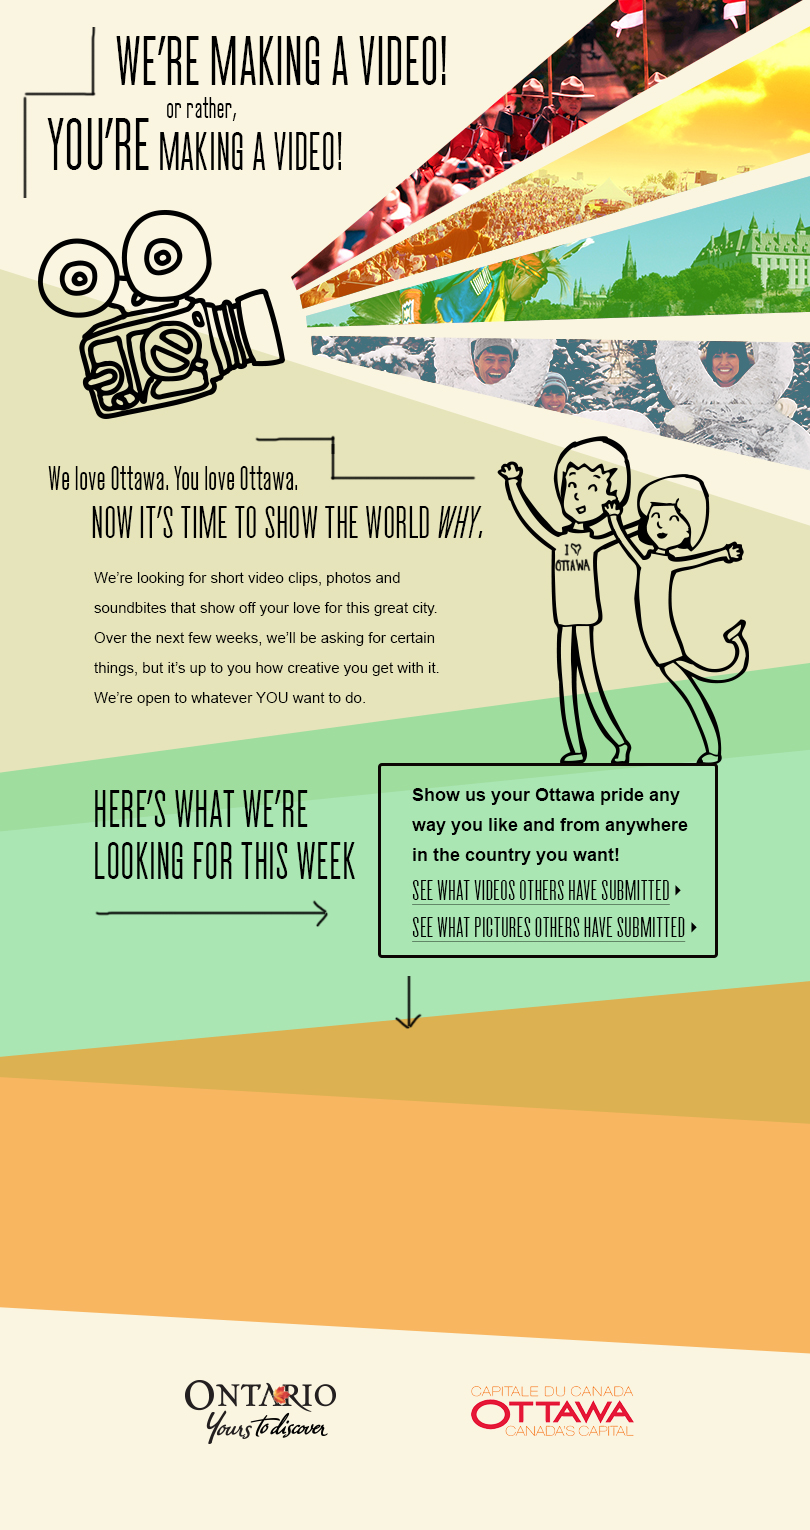 WE'RE MAKING A VIDEO!
or rather,
YOU'RE MAKING A VIDEO!
We love Ottawa. You love Ottawa.
NOW IT'S TIME TO SHOW THE WORLD WHY.
I ♡
OTTAWA
We're looking for short video clips, photos and
soundbites that show off your love for this great city.
Over the next few weeks, we'll be asking for certain
things, but it's up to you how creative you get with it.
We're open to whatever YOU want to do.
HERE'S WHAT WE'RE
LOOKING FOR THIS WEEK
Show us your Ottawa pride any
way you like and from anywhere
in the country you want!
SEE WHAT VIDEOS OTHERS HAVE SUBMITTED
SEE WHAT PICTURES OTHERS HAVE SUBMITTED
ONTARIO
Yours to discover
CAPITALE DU CANADA
OTTAWA
CANADA'S CAPITAL